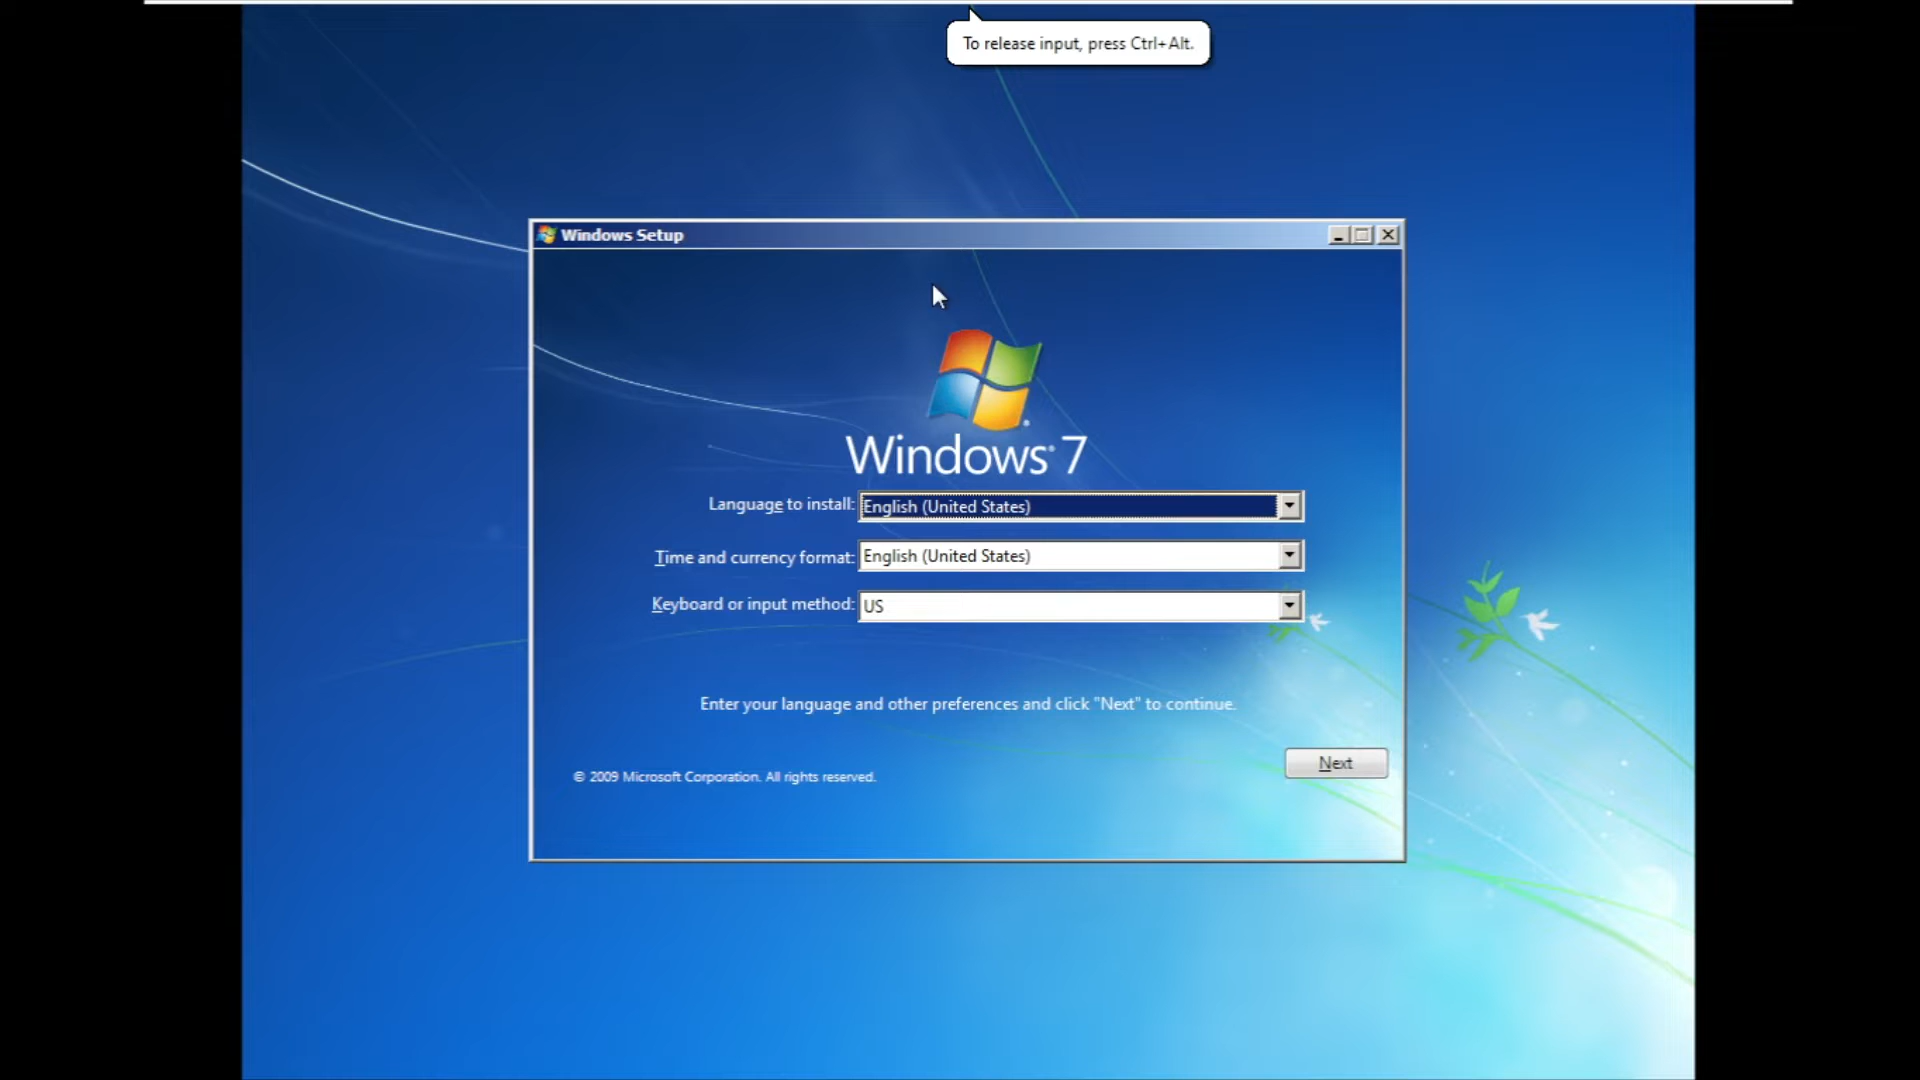 To release input, press Ctrl+Alt.
Windows Setup
Windows® 7
Language to install: English (United States)
Time and currency format: English (United States)
Keyboard or input method: US
Enter your language and other preferences and click "Next" to continue.
Next
© 2009 Microsoft Corporation. All rights reserved.